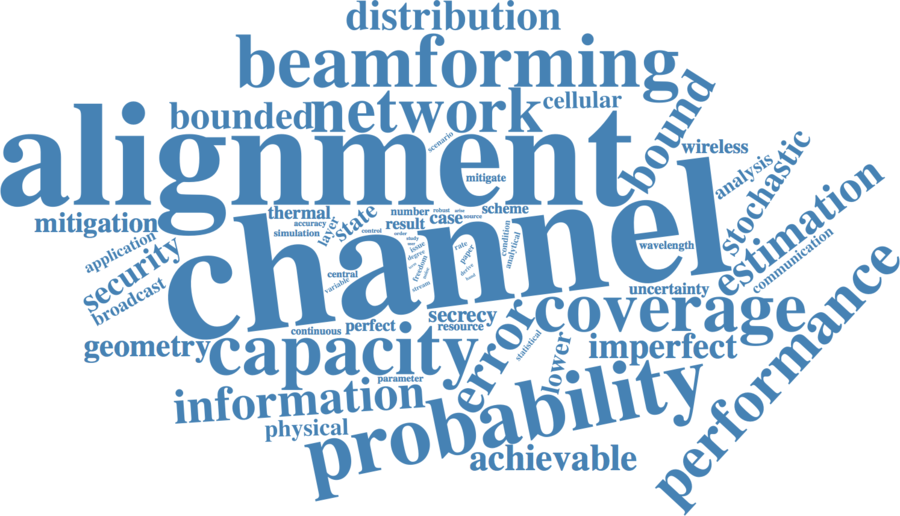 distribution
beamforming
bounded
network
cellular
bound
alignment
scenario
mitigate
wireless
analysis
stochastic
mitigation
thermal
accuracy
simulation
layer
state
control
number
robust
source
result
case
scheme
order
study
issue
degree
freedom
stream
rate
paper
derive
condition
analytical
channel
wavelength
estimation
communication
application
security
broadcast
central
variable
uncertainty
performance
continuous
perfect
secrecy
resource
error
statistical
coverage
geometry
capacity
lower
imperfect
parameter
information
physical
probability
achievable